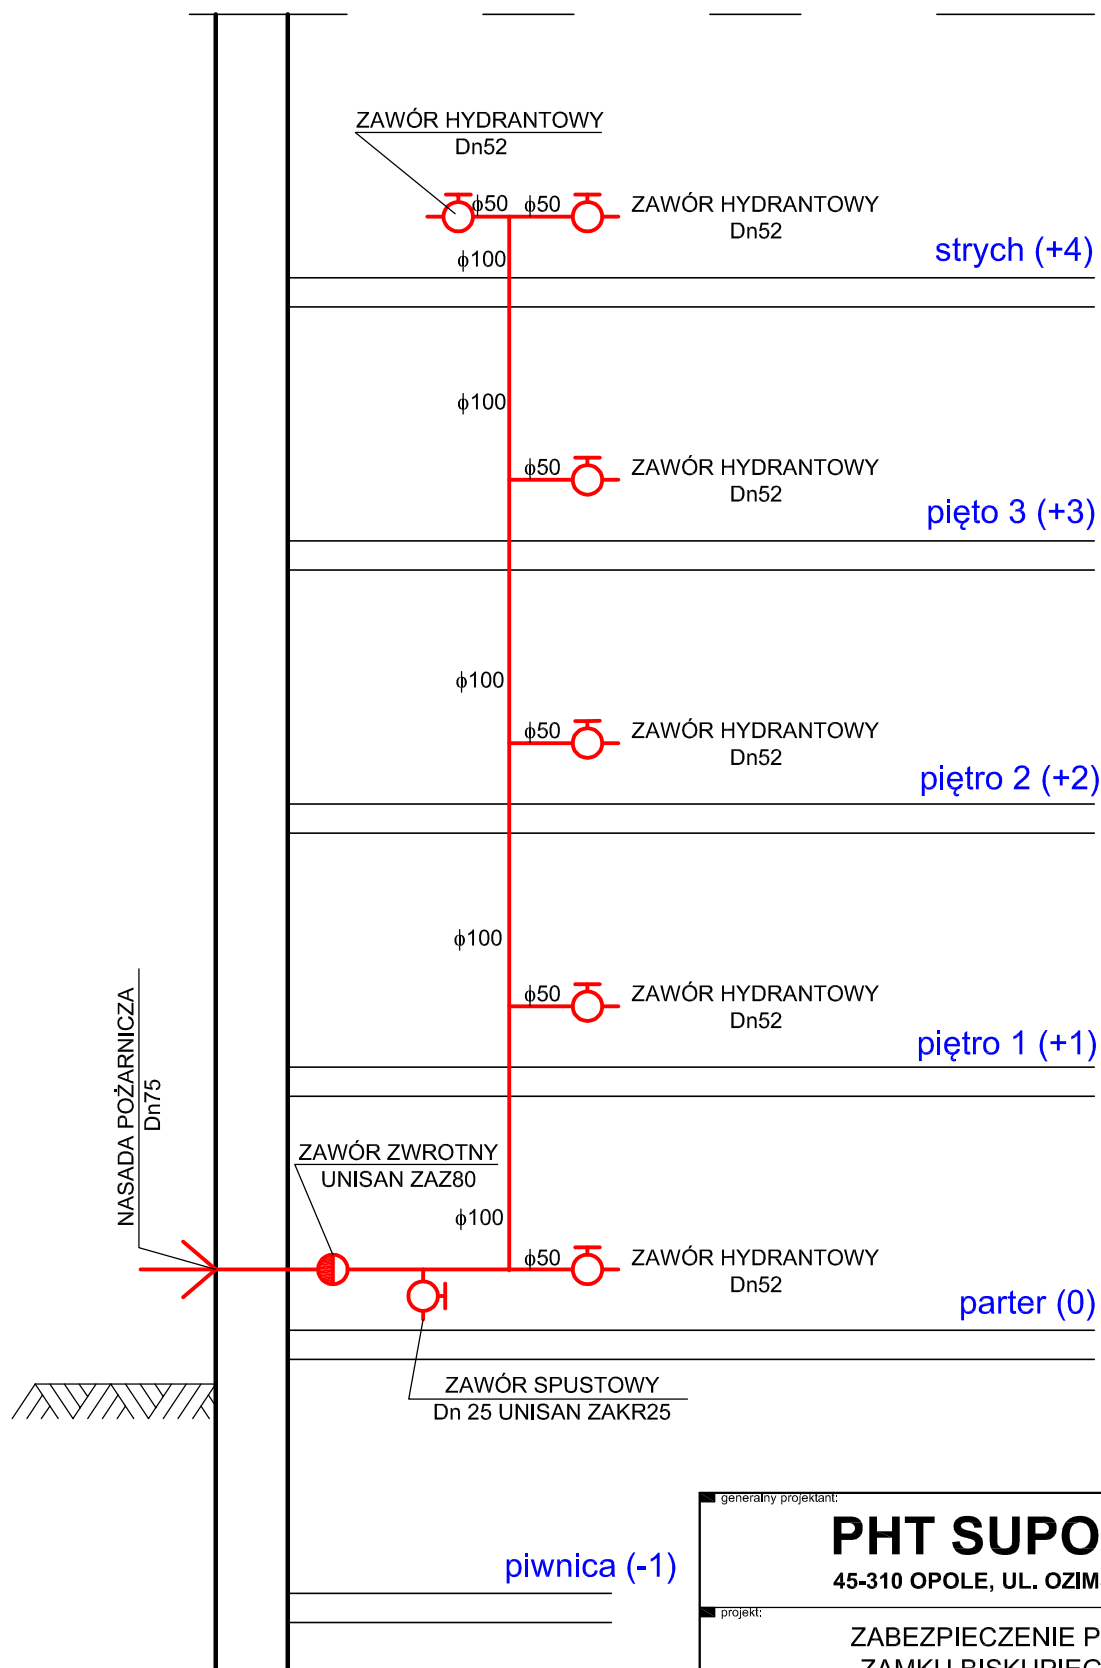 ZAWÓR HYDRANTOWY
Dn52
ϕ50 ϕ50
ZAWÓR HYDRANTOWY
Dn52
ϕ100
strych (+4)
ϕ100
ϕ50
ZAWÓR HYDRANTOWY
Dn52
pięto 3 (+3)
ϕ100
ϕ50
ZAWÓR HYDRANTOWY
Dn52
piętro 2 (+2)
ϕ100
ϕ50
ZAWÓR HYDRANTOWY
Dn52
piętro 1 (+1)
NASADA POŻARNICZA
Dn75
ZAWÓR ZWROTNY
UNISAN ZAZ80
ϕ100
ϕ50
ZAWÓR HYDRANTOWY
Dn52
parter (0)
ZAWÓR SPUSTOWY
Dn 25 UNISAN ZAKR25
piwnica (-1)
generalny projektant:
PHT SUPO
45-310 OPOLE, UL. OZIM
projekt:
ZABEZPIECZENIE P
ZAMKU BISKUPIEC